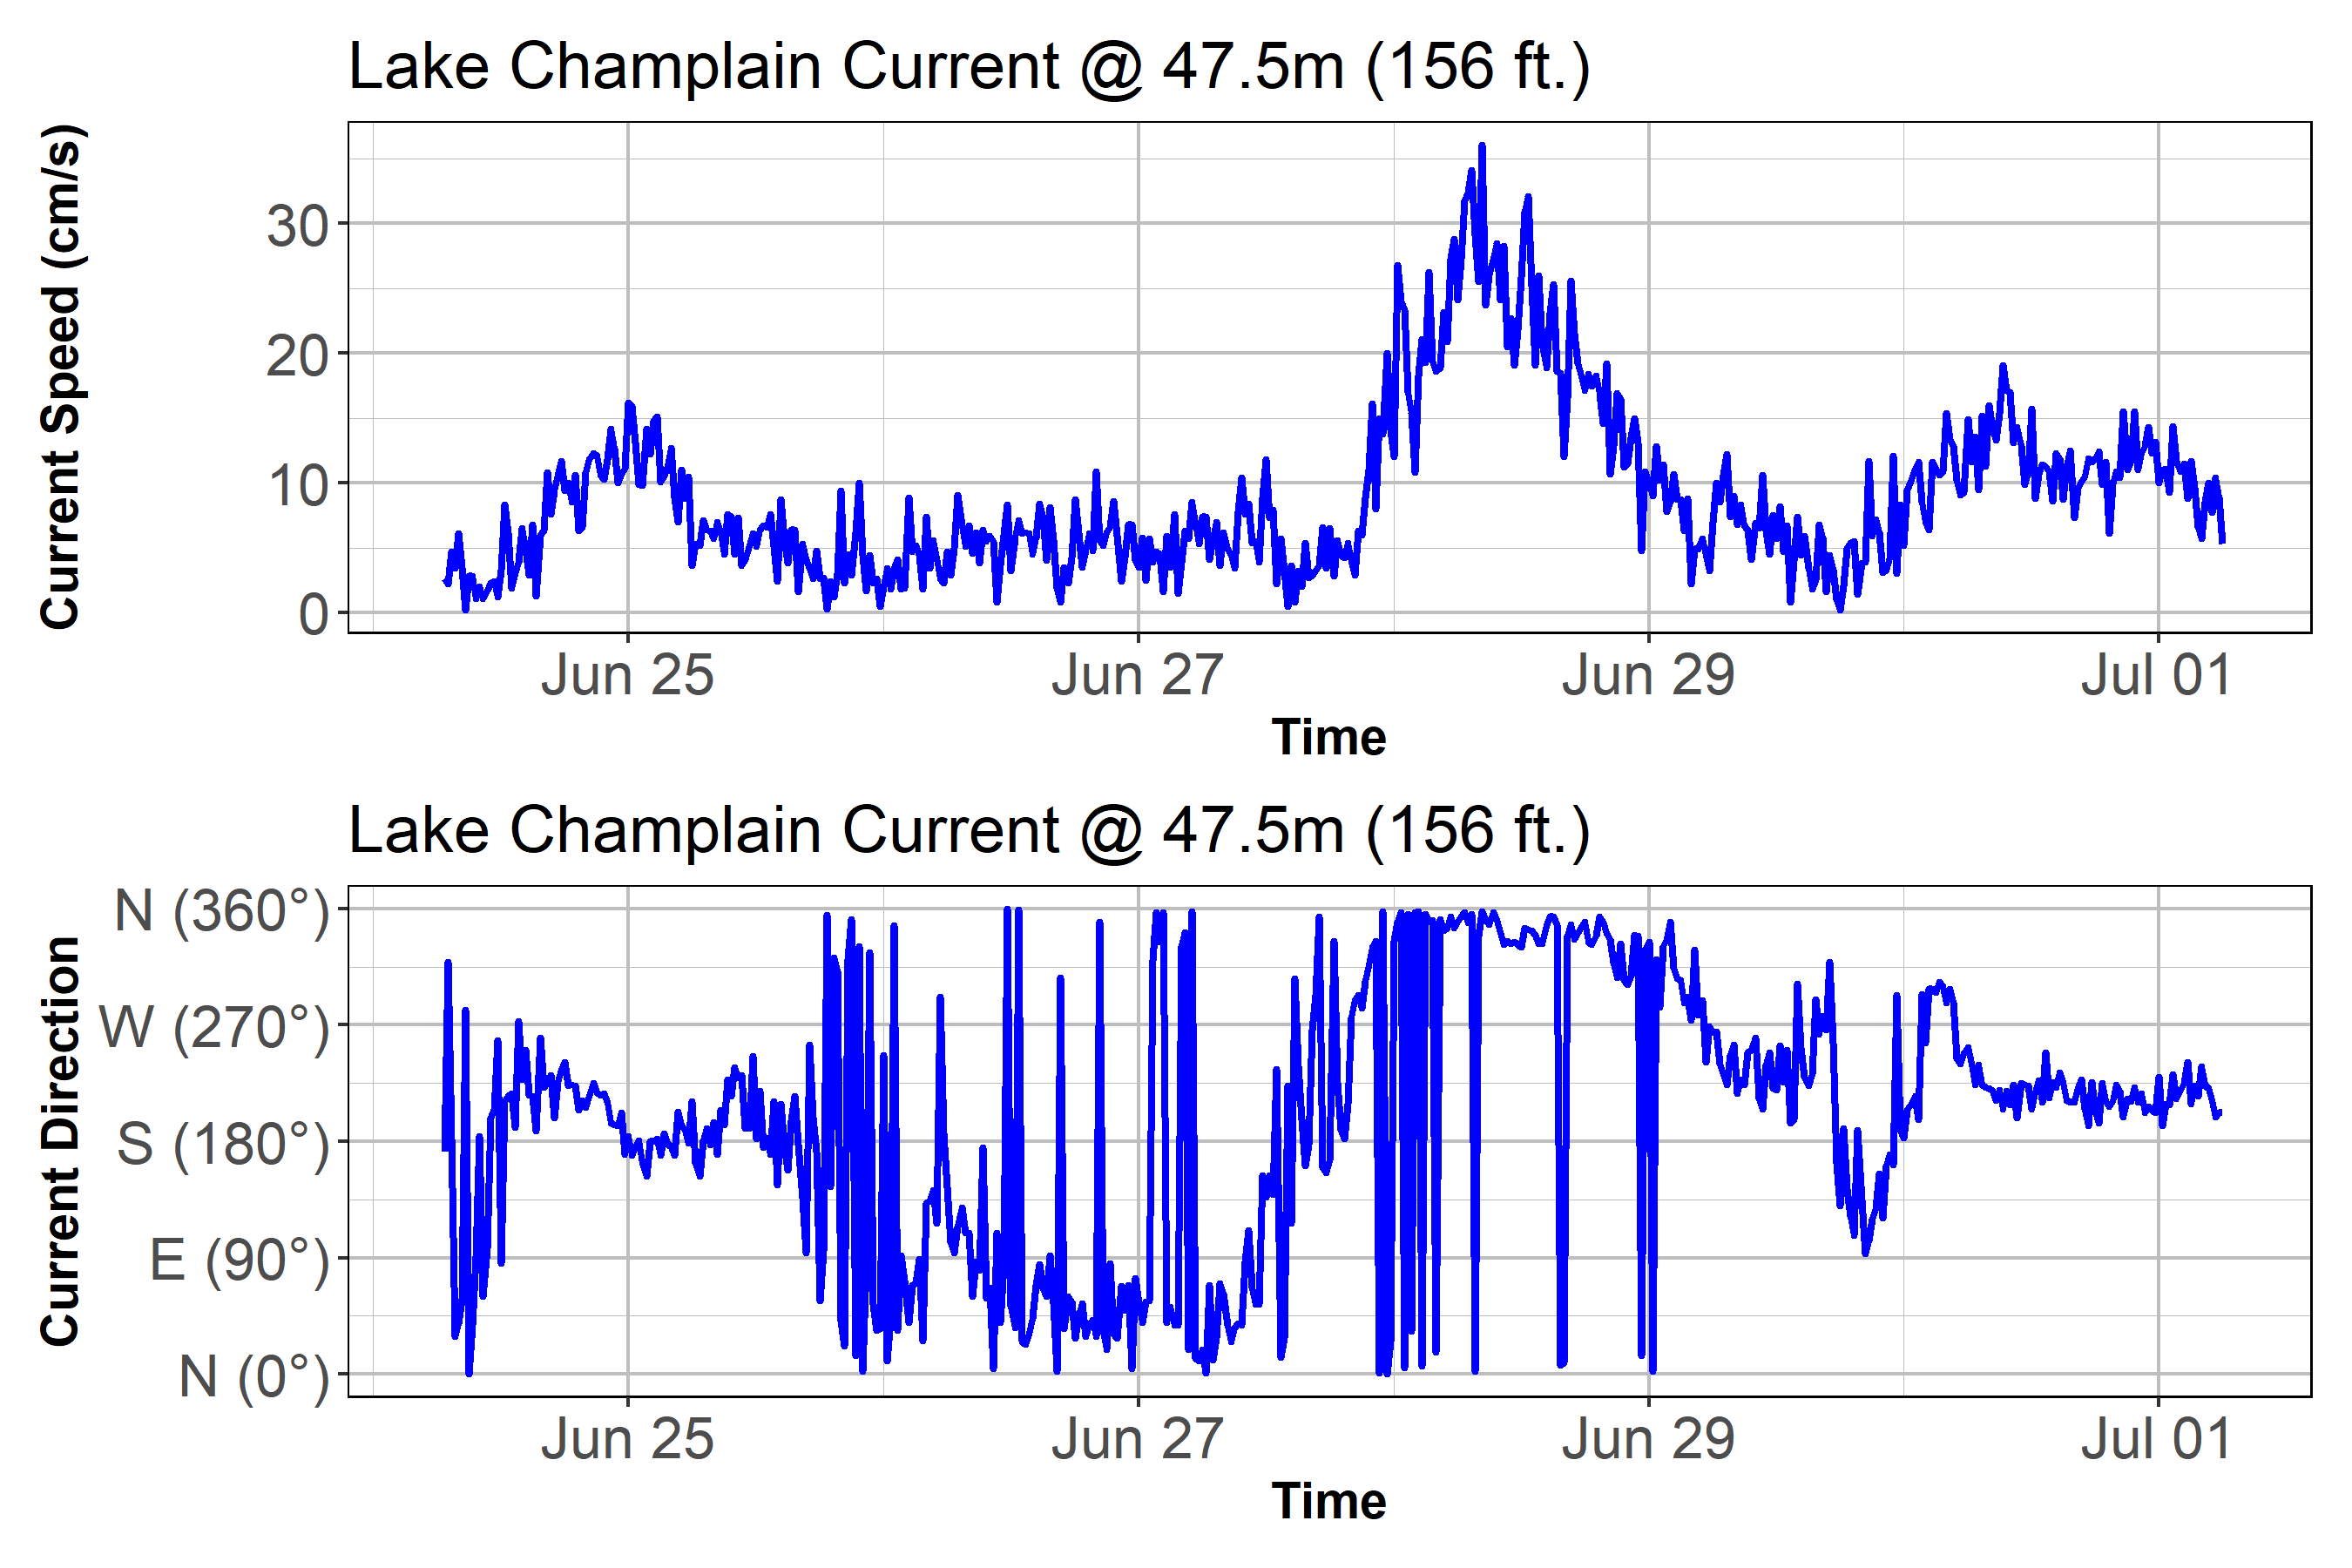 Lake Champlain Current @ 47.5m (156 ft.)
Current Speed (cm/s)
30
20
10
0
Jun 25 Jun 27 Jun 29 Jul 01
Time
Lake Champlain Current @ 47.5m (156 ft.)
Current Direction
N (360°)
W (270°)
S (180°)
E (90°)
N (0°)
Jun 25 Jun 27 Jun 29 Jul 01
Time